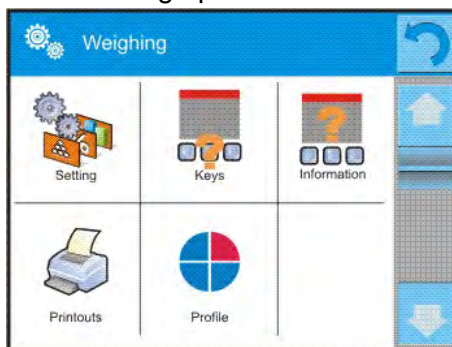 Weighing
Setting
Keys
Information
Printouts
Profile